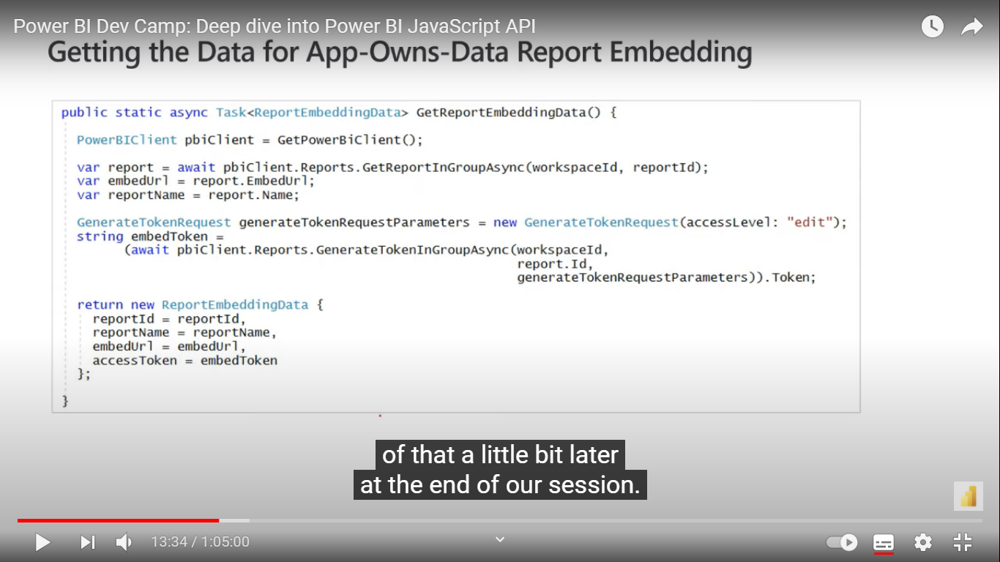 Power BI Dev Camp: Deep dive into Power BI JavaScript API
Getting the Data for App-Owns-Data Report Embedding
public static async Task<ReportEmbeddingData> GetReportEmbeddingData() {
PowerBIClient pbiClient = GetPowerBiClient();
var report = await pbiClient.Reports.GetReportInGroupAsync(workspaceId, reportId);
var embedUrl = report.EmbedUrl;
var reportName = report.Name;
GenerateTokenRequest generateTokenRequestParameters = new GenerateTokenRequest(accessLevel: "edit");
string embedToken =
(await pbiClient.Reports.GenerateTokenInGroupAsync(workspaceId,
report.Id,
generateTokenRequestParameters)).Token;
return new ReportEmbeddingData {
reportId = reportId,
reportName = reportName,
embedUrl = embedUrl,
accessToken = embedToken
};
}
of that a little bit later
at the end of our session.
13:34 / 1:05:00